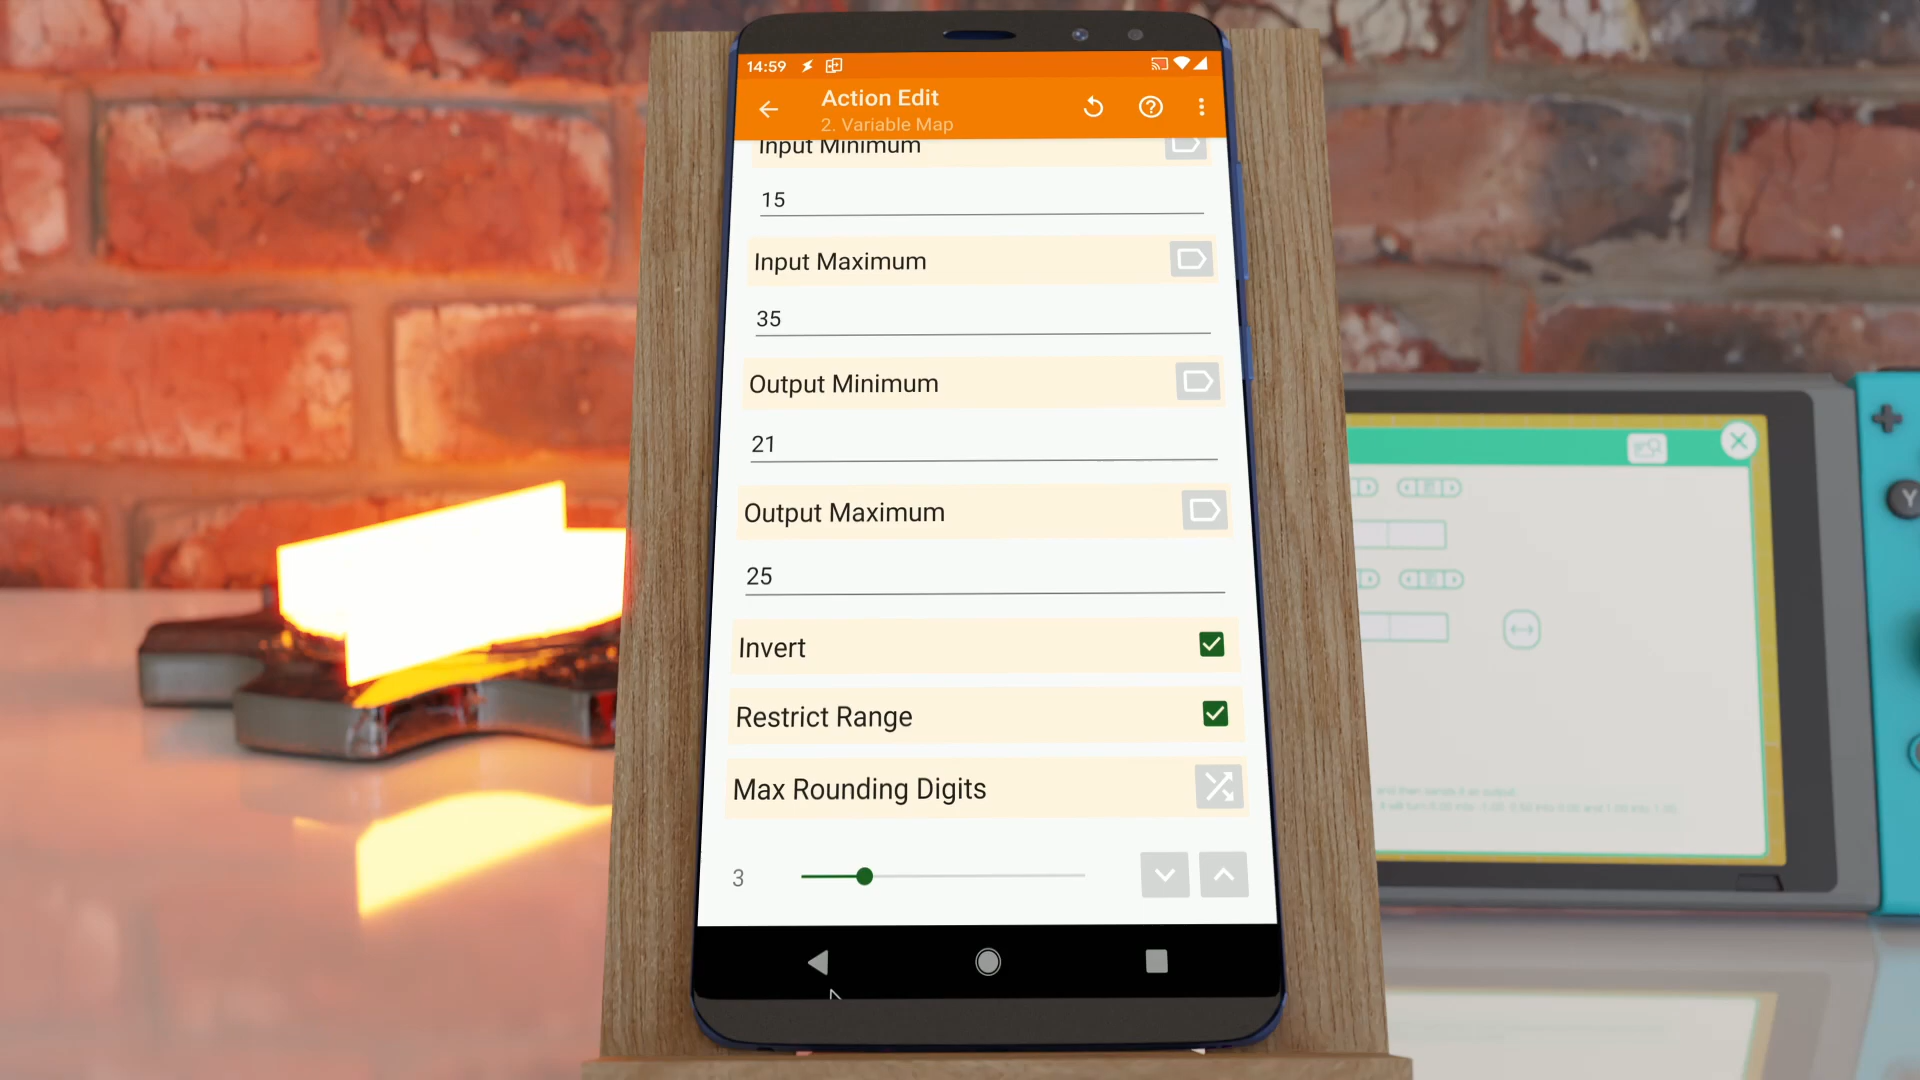 14:59
Action Edit
2. Variable Map
Input Minimum
15
Input Maximum
35
Output Minimum
21
Output Maximum
25
Invert
Restrict Range
Max Rounding Digits
3
Y